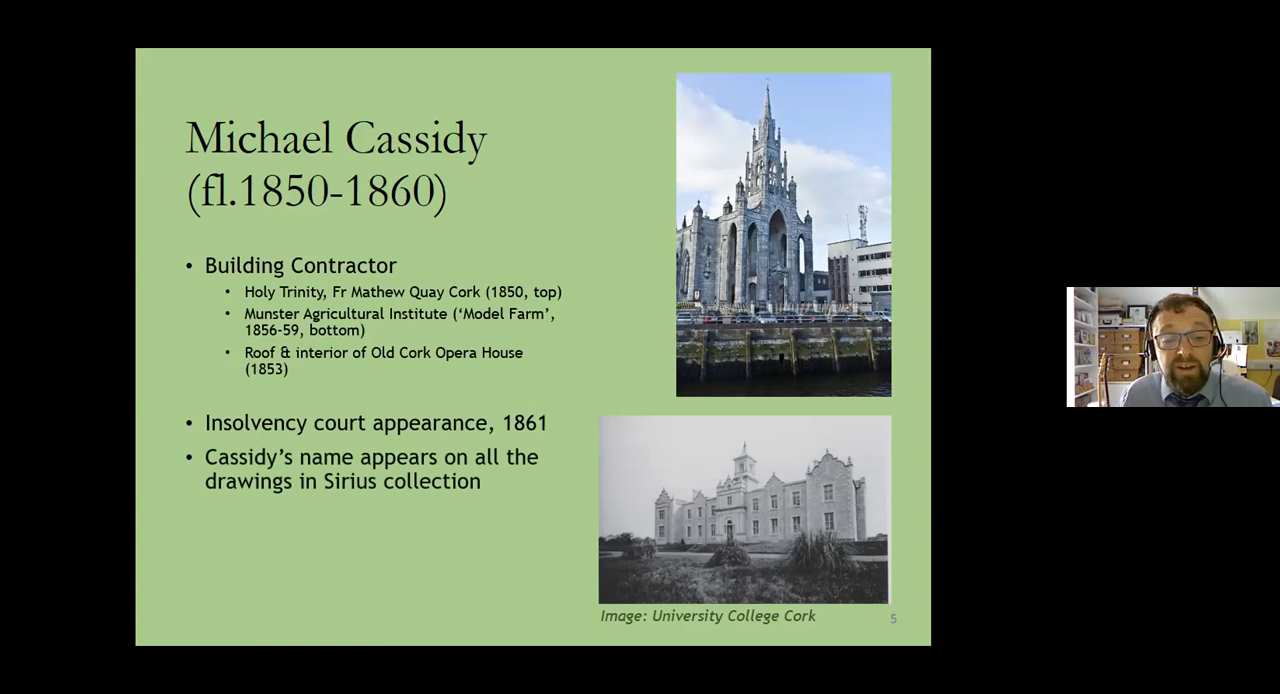 Michael Cassidy
(fl.1850-1860)
• Building Contractor
• Holy Trinity, Fr Mathew Quay Cork (1850, top)
• Munster Agricultural Institute (‘Model Farm’,
1856-59, bottom)
• Roof & interior of Old Cork Opera House
(1853)
• Insolvency court appearance, 1861
• Cassidy’s name appears on all the
drawings in Sirius collection
Image: University College Cork
5